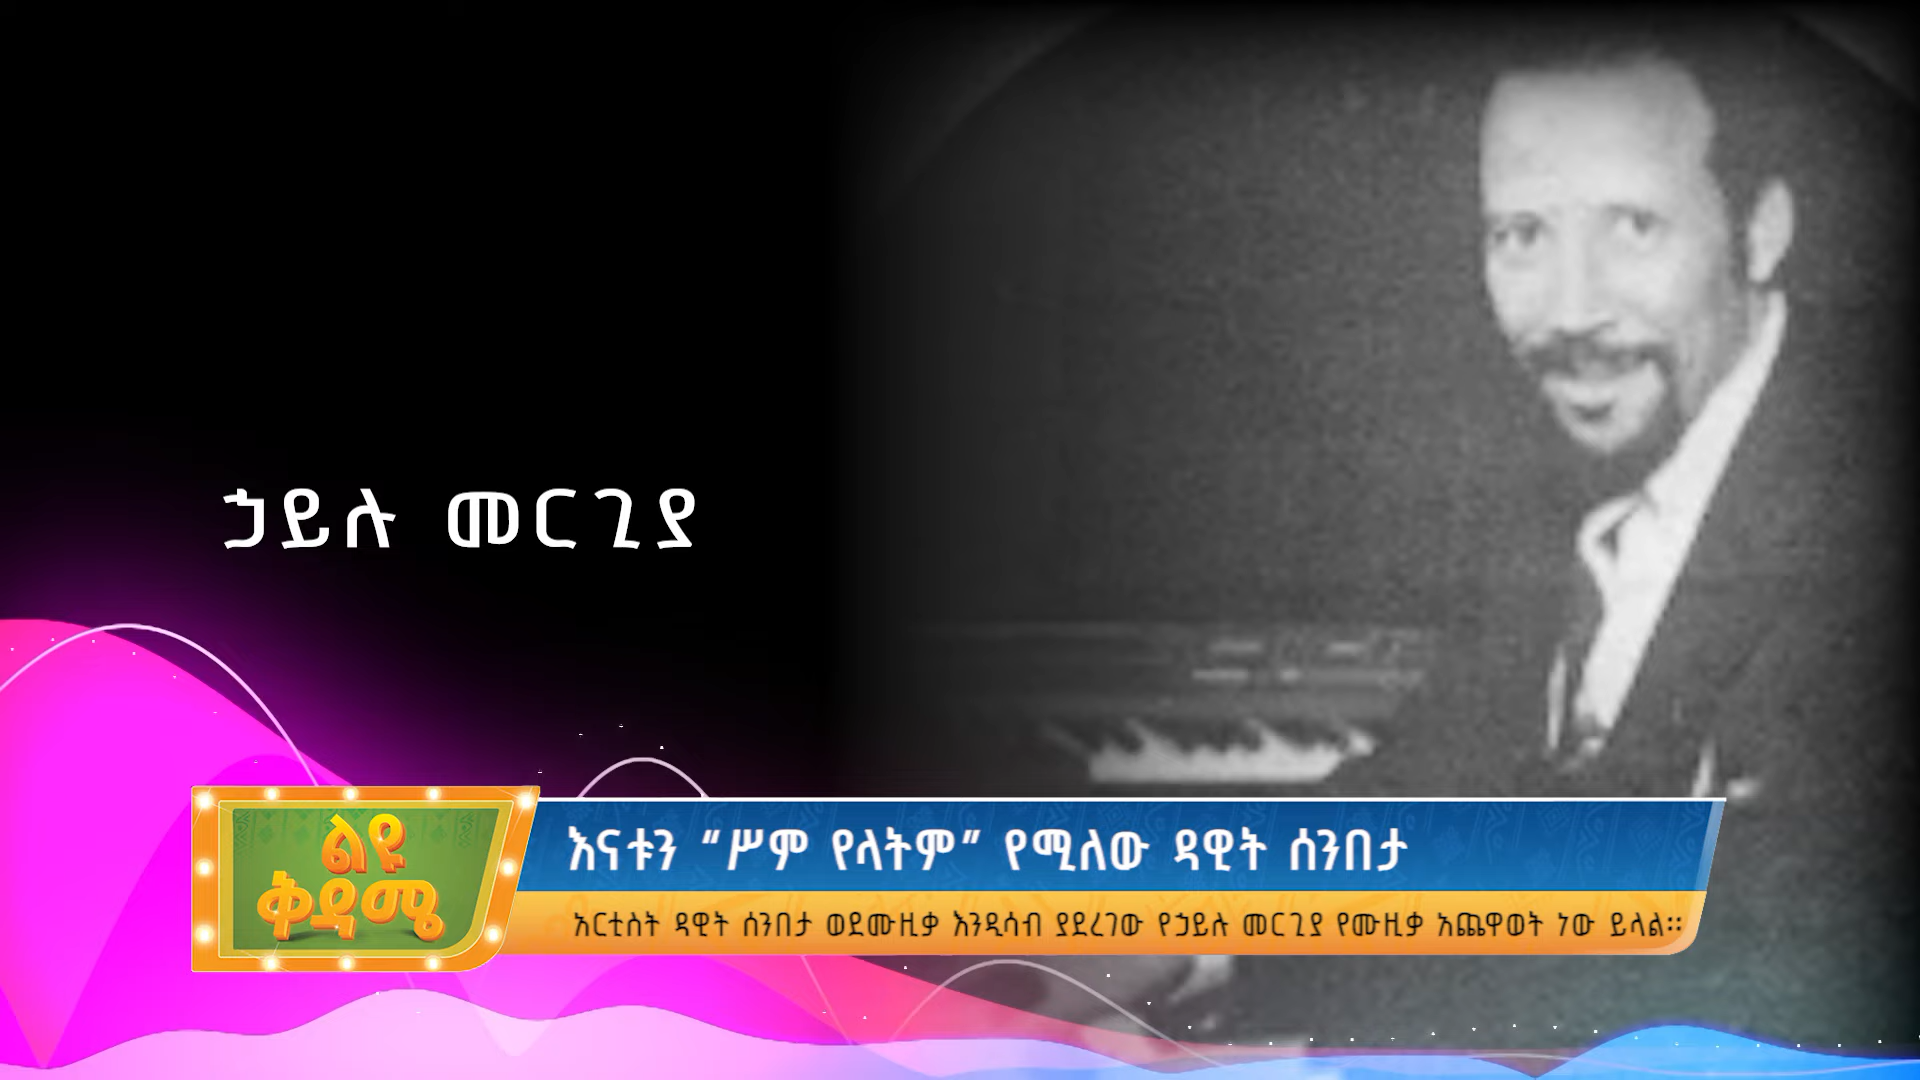 ኃይሉ መርጊያ
ልዩ
ቅዳሜ
እናቱን “ሥም የላትም” የሚለው ዳዊት ሰንበታ
አርቲስት ዳዊት ሰንበታ ወደሙዚቃ እንዲሳብ ያደረገው የኃይሉ መርጊያ የሙዚቃ አጨዋወት ነው ይላል፡፡